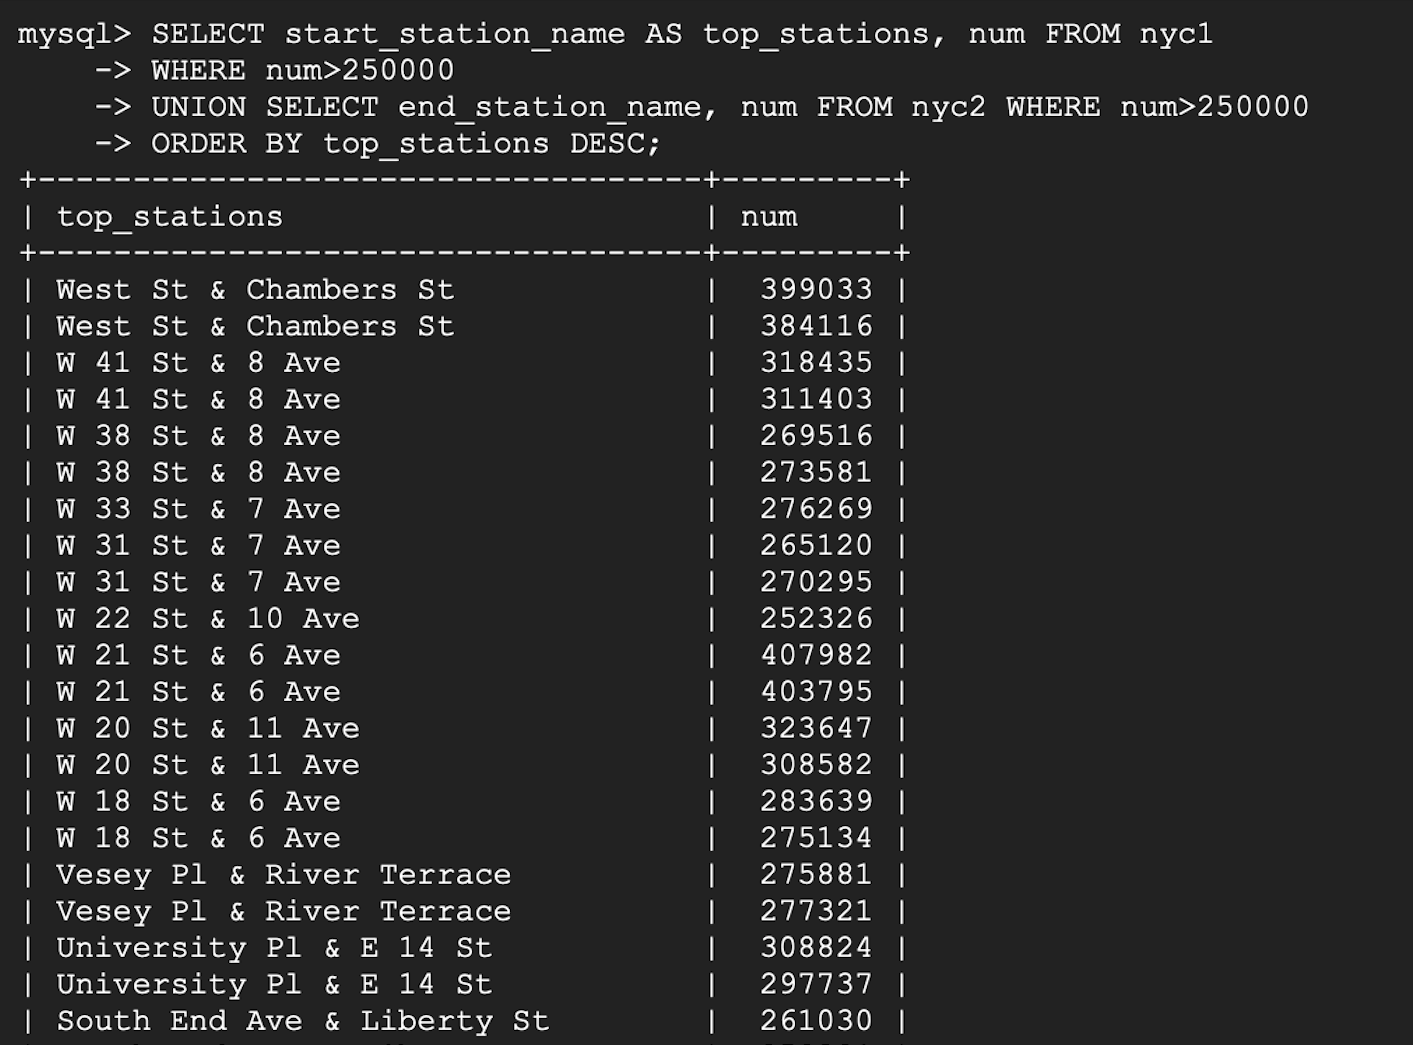 mysql> SELECT start_station_name AS top_stations, num FROM nyc1
    -> WHERE num>250000
    -> UNION SELECT end_station_name, num FROM nyc2 WHERE num>250000
    -> ORDER BY top_stations DESC;
+-----------------------------------+---------+
| top_stations                      | num     |
+-----------------------------------+---------+
| West St & Chambers St             |  399033 |
| West St & Chambers St             |  384116 |
| W 41 St & 8 Ave                   |  318435 |
| W 41 St & 8 Ave                   |  311403 |
| W 38 St & 8 Ave                   |  269516 |
| W 38 St & 8 Ave                   |  273581 |
| W 33 St & 7 Ave                   |  276269 |
| W 31 St & 7 Ave                   |  265120 |
| W 31 St & 7 Ave                   |  270295 |
| W 22 St & 10 Ave                  |  252326 |
| W 21 St & 6 Ave                   |  407982 |
| W 21 St & 6 Ave                   |  403795 |
| W 20 St & 11 Ave                  |  323647 |
| W 20 St & 11 Ave                  |  308582 |
| W 18 St & 6 Ave                   |  283639 |
| W 18 St & 6 Ave                   |  275134 |
| Vesey Pl & River Terrace          |  275881 |
| Vesey Pl & River Terrace          |  277321 |
| University Pl & E 14 St           |  308824 |
| University Pl & E 14 St           |  297737 |
| South End Ave & Liberty St        |  261030 |